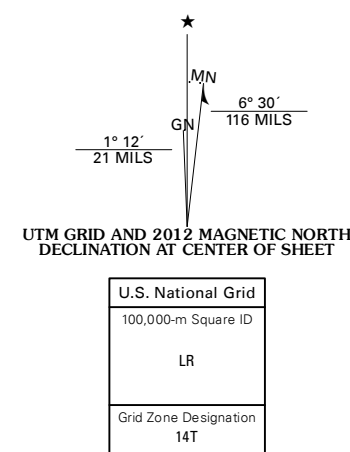 ★
MN
GN
6° 30´
116 MILS
1° 12´
21 MILS
UTM GRID AND 2012 MAGNETIC NORTH
DECLINATION AT CENTER OF SHEET
U.S. National Grid
100,000-m Square ID
LR
Grid Zone Designation
14T